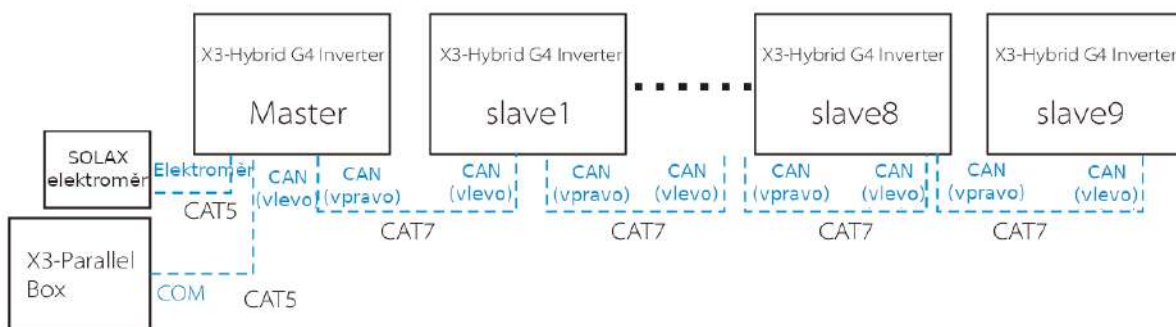 X3-Hybrid G4 Inverter
Master
X3-Hybrid G4 Inverter
slave1
X3-Hybrid G4 Inverter
slave8
X3-Hybrid G4 Inverter
slave9
SOLAX
elektroměr
Elektroměr
CAT5
X3-Parallel
Box
COM
CAT5
CAN
(vlevo)
CAN
(vpravo)
CAT7
CAN
(vlevo)
CAN
(vpravo)
CAT7
CAN
(vlevo)
CAN
(vpravo)
CAT7
CAN
(vlevo)
CAN
(vpravo)
CAT7
CAN
(vlevo)